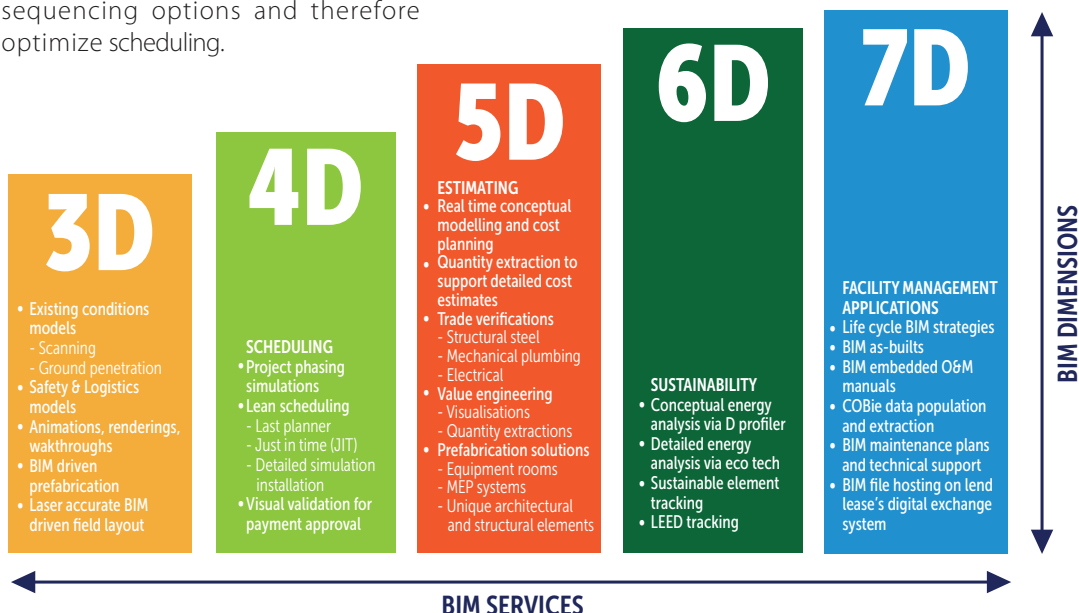 sequencing options and therefore
optimize scheduling.
3D
• Existing conditions
models
- Scanning
- Ground penetration
• Safety & Logistics
models
• Animations, renderings,
wakthroughs
• BIM driven
prefabrication
• Laser accurate BIM
driven field layout
4D
SCHEDULING
• Project phasing
simulations
• Lean scheduling
- Last planner
- Just in time (JIT)
- Detailed simulation
installation
• Visual validation for
payment approval
5D
ESTIMATING
• Real time conceptual
modelling and cost
planning
• Quantity extraction to
support detailed cost
estimates
• Trade verifications
- Structural steel
- Mechanical plumbing
- Electrical
• Value engineering
- Visualisations
- Quantity extractions
• Prefabrication solutions
- Equipment rooms
- MEP systems
- Unique architectural
and structural elements
6D
SUSTAINABILITY
• Conceptual energy
analysis via D profiler
• Detailed energy
analysis via eco tech
• Sustainable element
tracking
• LEED tracking
7D
FACILITY MANAGEMENT
APPLICATIONS
• Life cycle BIM strategies
• BIM as-builts
• BIM embedded O&M
manuals
• COBie data population
and extraction
• BIM maintenance plans
and technical support
• BIM file hosting on lend
lease's digital exchange
system
BIM DIMENSIONS
BIM SERVICES